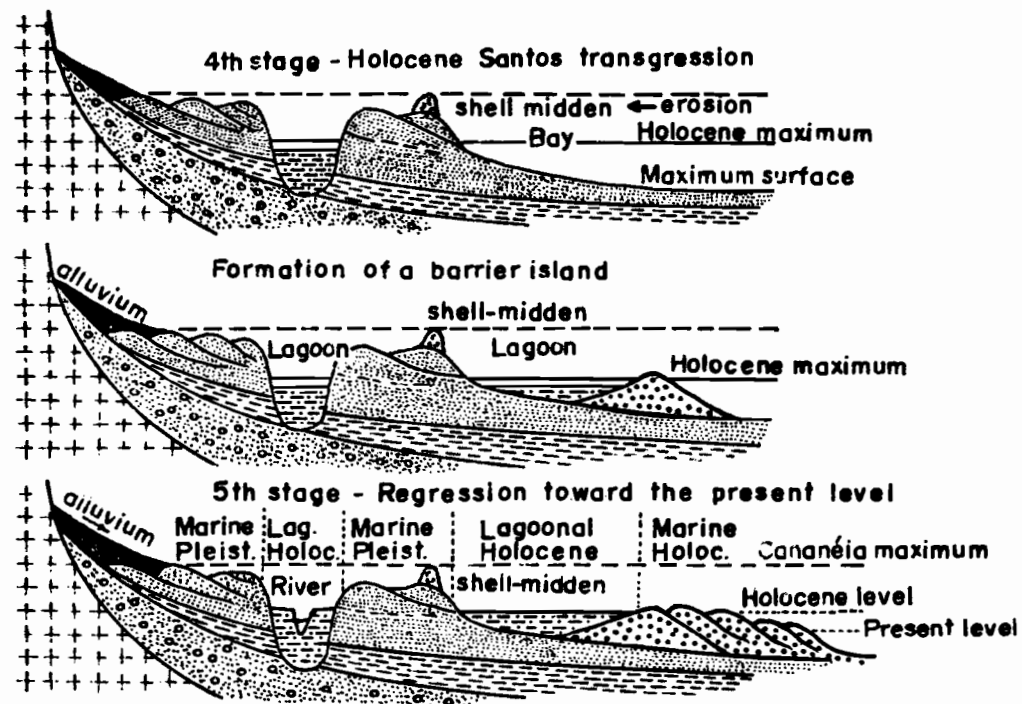 4th stage - Holocene Santos transgression
shell midden ← erosion
Bay Holocene maximum
Maximum surface
Formation of a barrier island
alluvium
shell-midden
Lagoon Lagoon
Holocene maximum
5th stage - Regression toward the present level
alluvium
Marine Lag. Marine Lagoonal Marine
Pleist. Holoc. Pleist. Holocene Holoc. Cananéia maximum
River shell-midden
Holocene level
Present level